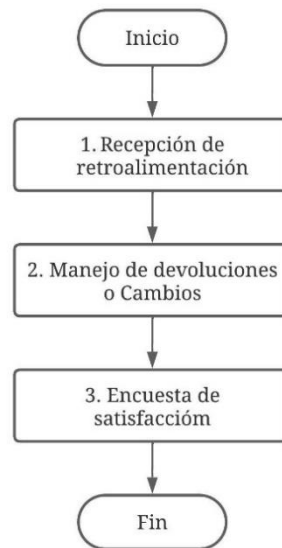 Inicio
1. Recepción de
retroalimentación
2. Manejo de devoluciones
o Cambios
3. Encuesta de
satisfaccióm
Fin